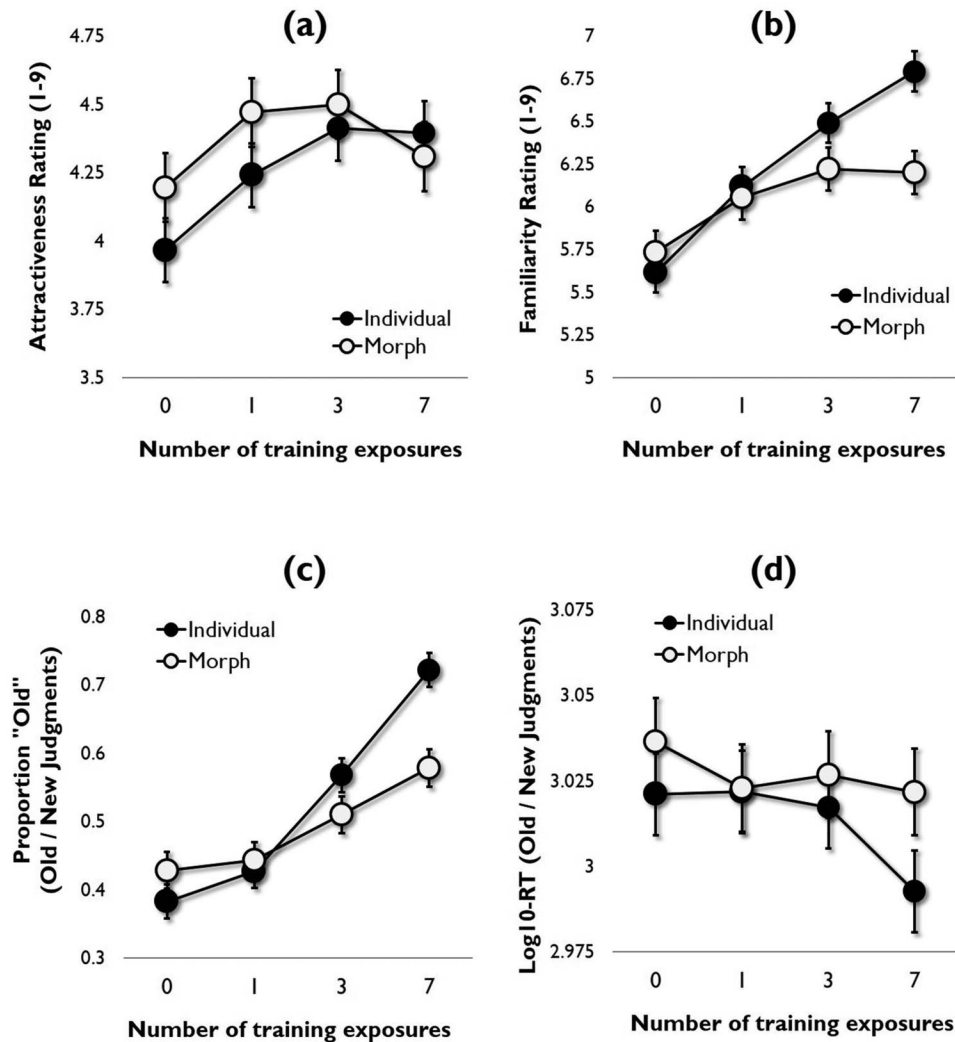 (a)
Attractiveness Rating (1-9)
4.75
4.5
4.25
4
3.75
3.5
Individual
Morph
0 1 3 7
Number of training exposures
(b)
Familiarity Rating (1-9)
7
6.75
6.5
6.25
6
5.75
5.5
5.25
5
Individual
Morph
0 1 3 7
Number of training exposures
(c)
Proportion "Old"
(Old / New Judgments)
0.8
0.7
0.6
0.5
0.4
0.3
Individual
Morph
0 1 3 7
Number of training exposures
(d)
Log10-RT (Old / New Judgments)
3.075
3.05
3.025
3
2.975
Individual
Morph
0 1 3 7
Number of training exposures